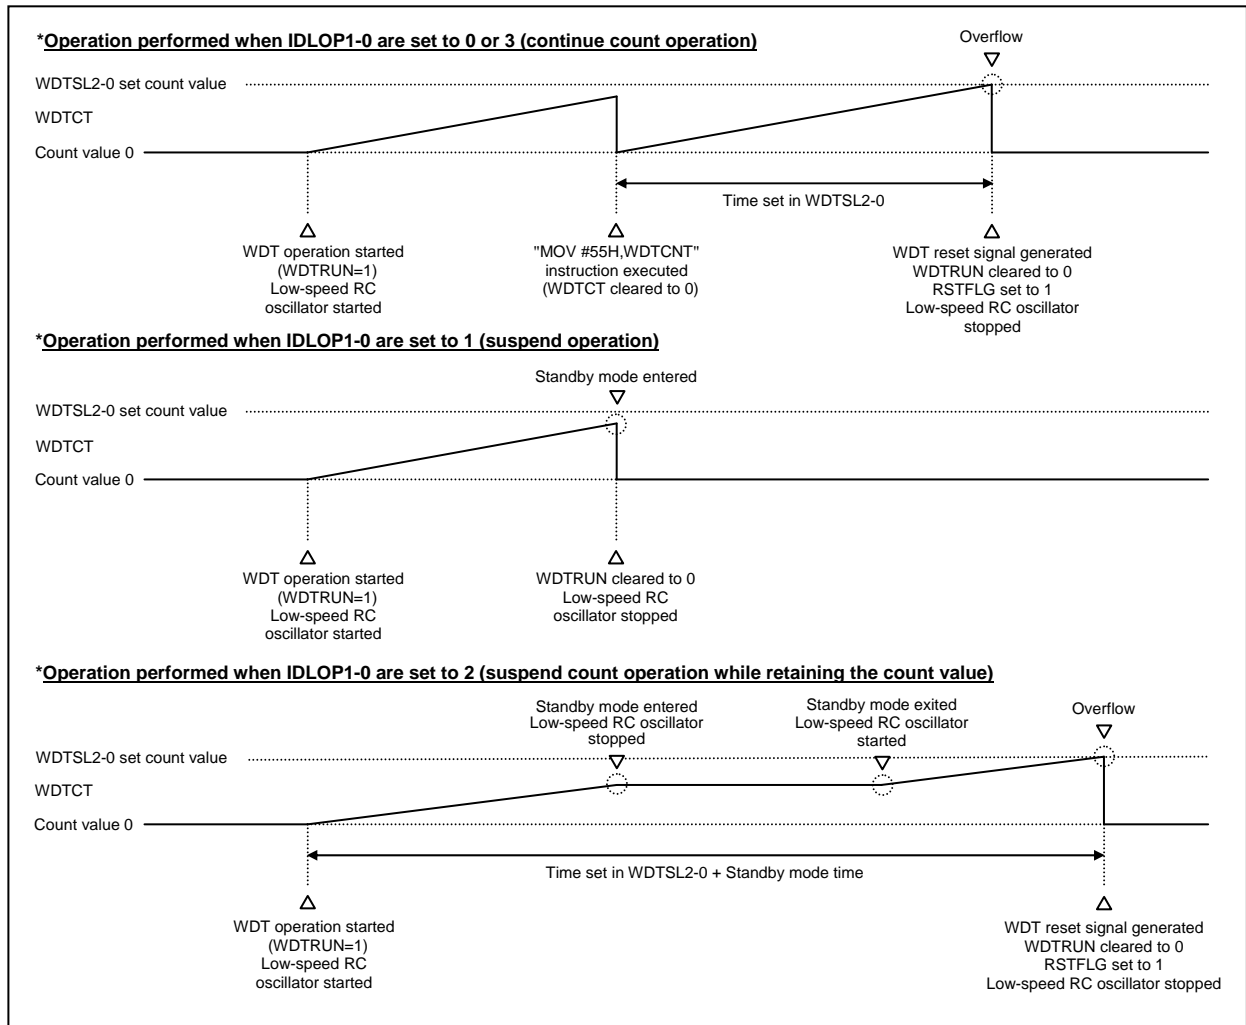 *Operation performed when IDLOP1-0 are set to 0 or 3 (continue count operation)
Overflow
WDTSL2-0 set count value
WDTCT
Count value 0
Time set in WDTSL2-0
WDT operation started
(WDTRUN=1)
Low-speed RC
oscillator started
"MOV #55H,WDTCNT"
instruction executed
(WDTCT cleared to 0)
WDT reset signal generated
WDTRUN cleared to 0
RSTFLG set to 1
Low-speed RC oscillator
stopped
*Operation performed when IDLOP1-0 are set to 1 (suspend operation)
Standby mode entered
WDTSL2-0 set count value
WDTCT
Count value 0
WDT operation started
(WDTRUN=1)
Low-speed RC
oscillator started
WDTRUN cleared to 0
Low-speed RC
oscillator stopped
*Operation performed when IDLOP1-0 are set to 2 (suspend count operation while retaining the count value)
Standby mode entered
Low-speed RC oscillator
stopped
Standby mode exited
Low-speed RC oscillator
started
Overflow
WDTSL2-0 set count value
WDTCT
Count value 0
Time set in WDTSL2-0 + Standby mode time
WDT operation started
(WDTRUN=1)
Low-speed RC
oscillator started
WDT reset signal generated
WDTRUN cleared to 0
RSTFLG set to 1
Low-speed RC oscillator stopped